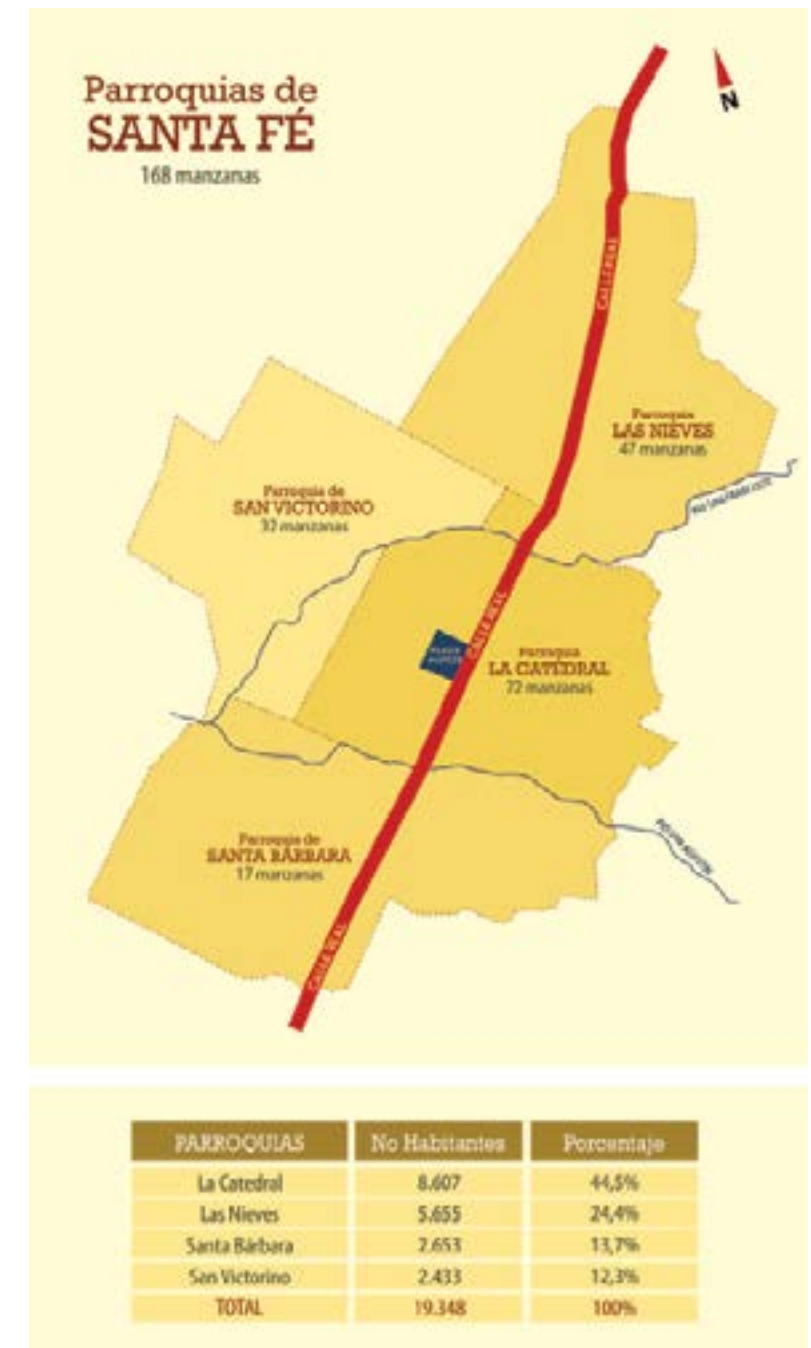 Parroquias de
SANTA FÉ
168 manzanas
N
CALLE REAL
Parroquia
LAS NIEVES
47 manzanas
Parroquia de
SAN VICTORINO
32 manzanas
CALLE REAL
Parroquia
LA CATEDRAL
72 manzanas
Parroquia de
SANTA BÁRBARA
17 manzanas
CALLE REAL
PARROQUIAS No Habitantes Porcentaje
La Catedral 8.607 44,5%
Las Nieves 5.655 24,4%
Santa Bárbara 2.653 13,7%
San Victorino 2.433 12,3%
TOTAL 19.348 100%